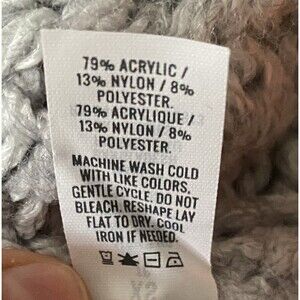 79% ACRYLIC /
13% NYLON / 8%
POLYESTER.
79% ACRYLIQUE /
13% NYLON / 8%
POLYESTER.
MACHINE WASH COLD
WITH LIKE COLORS,
GENTLE CYCLE. DO NOT
BLEACH. RESHAPE LAY
FLAT TO DRY. COOL
IRON IF NEEDED.